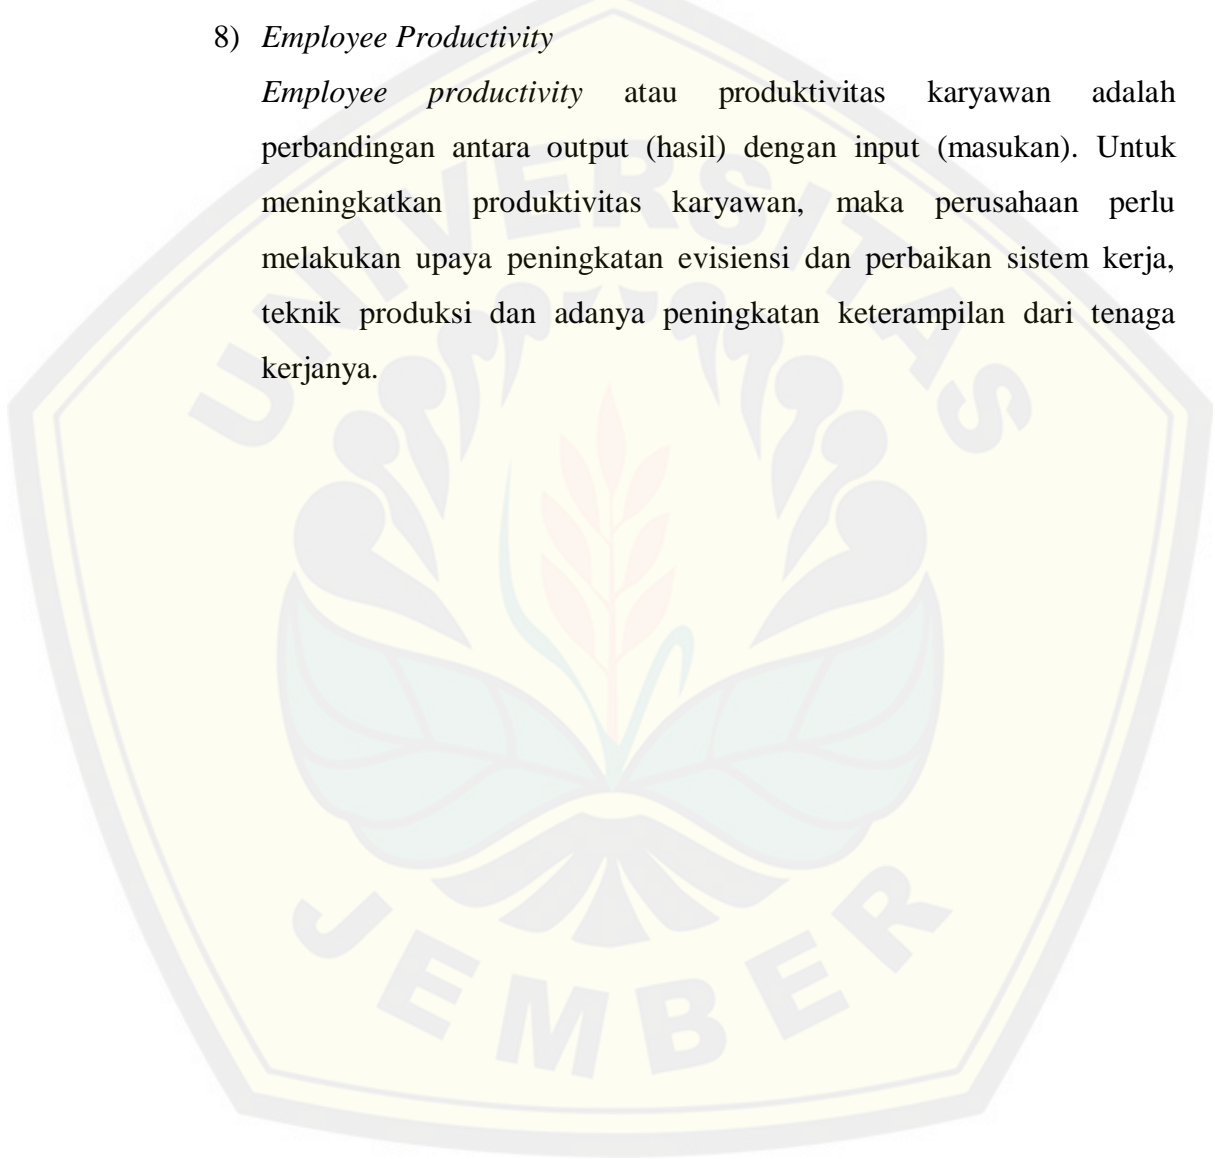 8) Employee Productivity
Employee productivity atau produktivitas karyawan adalah
perbandingan antara output (hasil) dengan input (masukan). Untuk
meningkatkan produktivitas karyawan, maka perusahaan perlu
melakukan upaya peningkatan evisiensi dan perbaikan sistem kerja,
teknik produksi dan adanya peningkatan keterampilan dari tenaga
kerjanya.
UNIVERSITAS
JEMBER